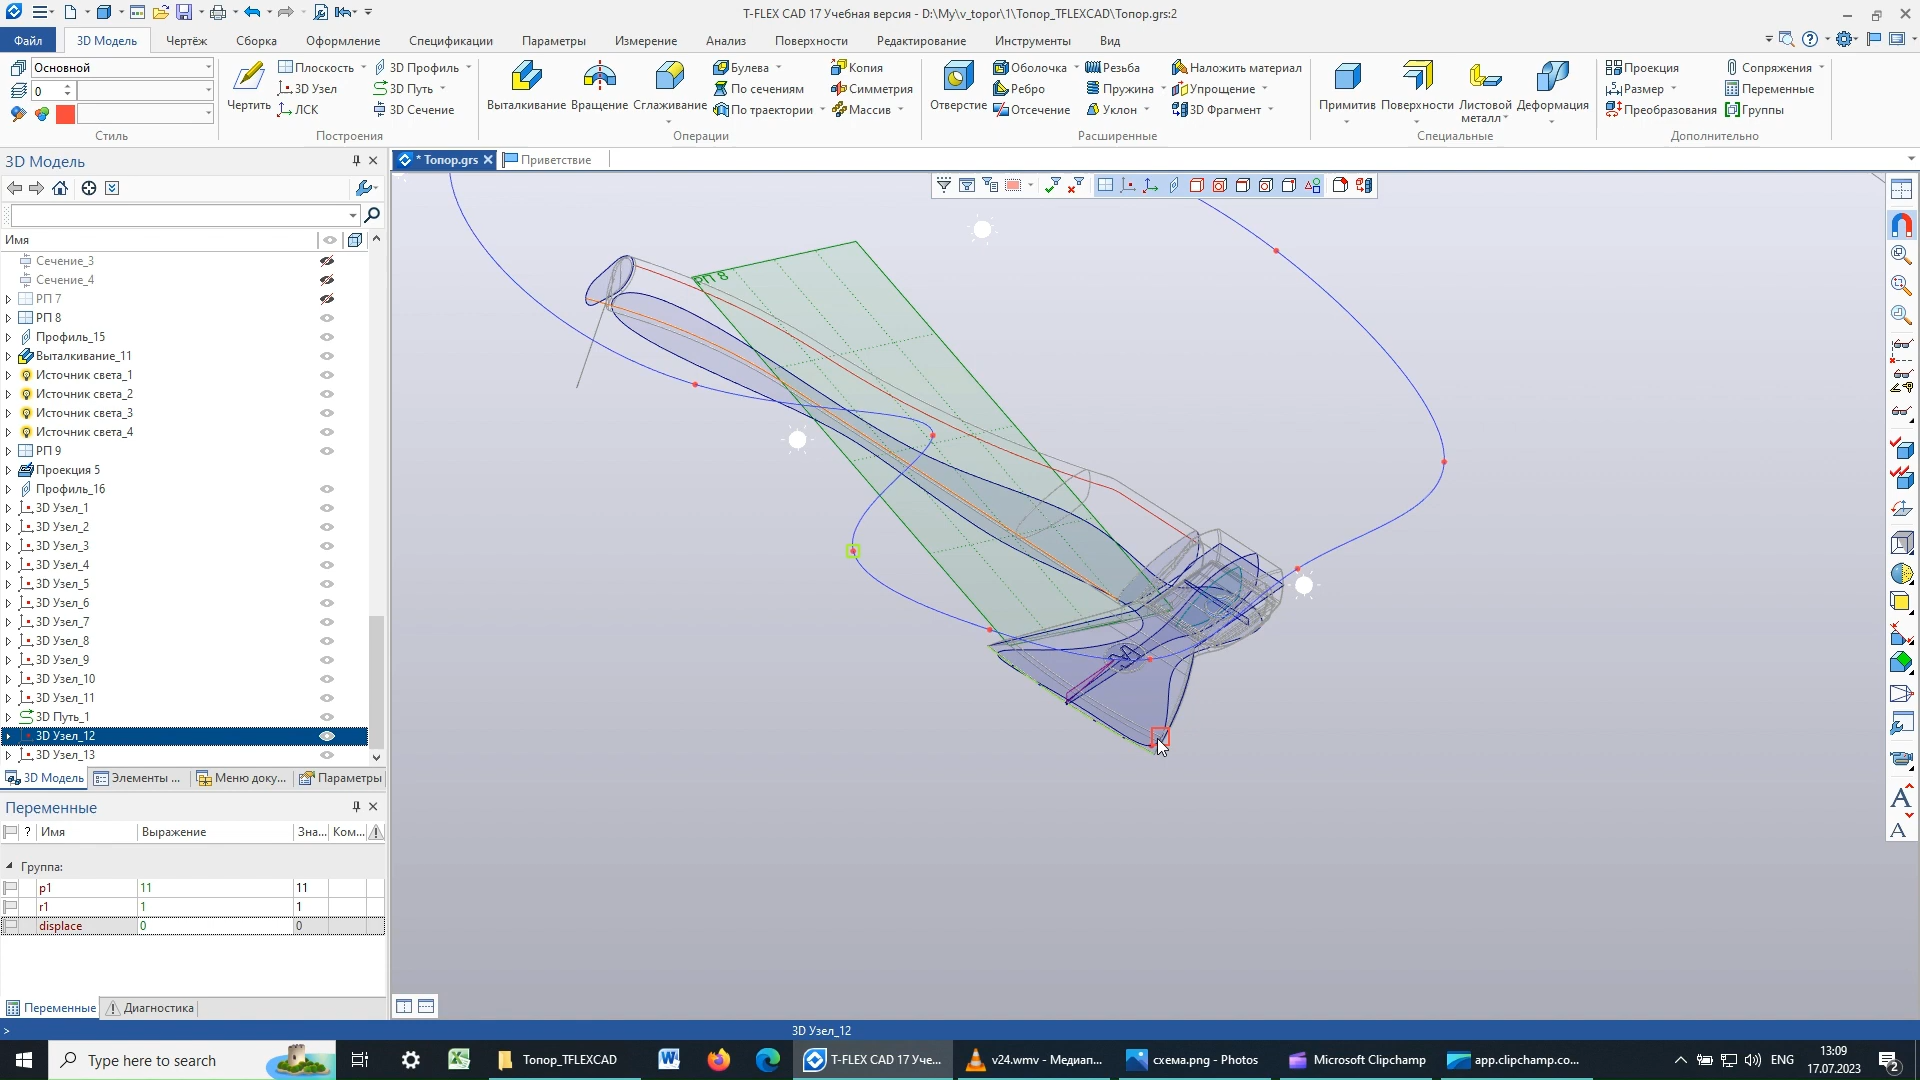 T-FLEX CAD 17 Учебная версия - D:\My\v_topor\1\Топор_TFLEXCAD\Топор.grs:2
Файл 3D Модель Чертёж Сборка Оформление Спецификации Параметры Измерение Анализ Поверхности Редактирование Инструменты Вид
Основной Плоскость 3D Профиль Булева Копия Оболочка Резьба Наложить материал Проекция Сопряжения
0 3D Узел 3D Путь По сечениям Симметрия Ребро Пружина Упрощение Размер Переменные
Чертить Выталкивание Вращение Сглаживание Отверстие Примитив Поверхности Листовой металл Деформация
ЛСК 3D Сечение По траектории Массив Отсечение Уклон 3D Фрагмент Преобразования Группы
Стиль Построения Операции Расширенные Специальные Дополнительно
3D Модель
* Топор.grs Приветствие
Имя
Сечение_3
Сечение_4
РП 7
РП 8
Профиль_15
Выталкивание_11
Источник света_1
Источник света_2
Источник света_3
Источник света_4
РП 9
Проекция 5
Профиль_16
3D Узел_1
3D Узел_2
3D Узел_3
3D Узел_4
3D Узел_5
3D Узел_6
3D Узел_7
3D Узел_8
3D Узел_9
3D Узел_10
3D Узел_11
3D Путь_1
3D Узел_12
3D Узел_13
РП 8
3D Модель Элементы ... Меню доку... Параметры
Переменные
? Имя Выражение Зна... Ком...
Группа:
p1 11 11
r1 1 1
displace 0 0
Переменные Диагностика
> 3D Узел_12
Type here to search Топор_TFLEXCAD T-FLEX CAD 17 Уче... v24.wmv - Медиап... схема.png - Photos Microsoft Clipchamp app.clipchamp.co... ENG 13:09
17.07.2023 2